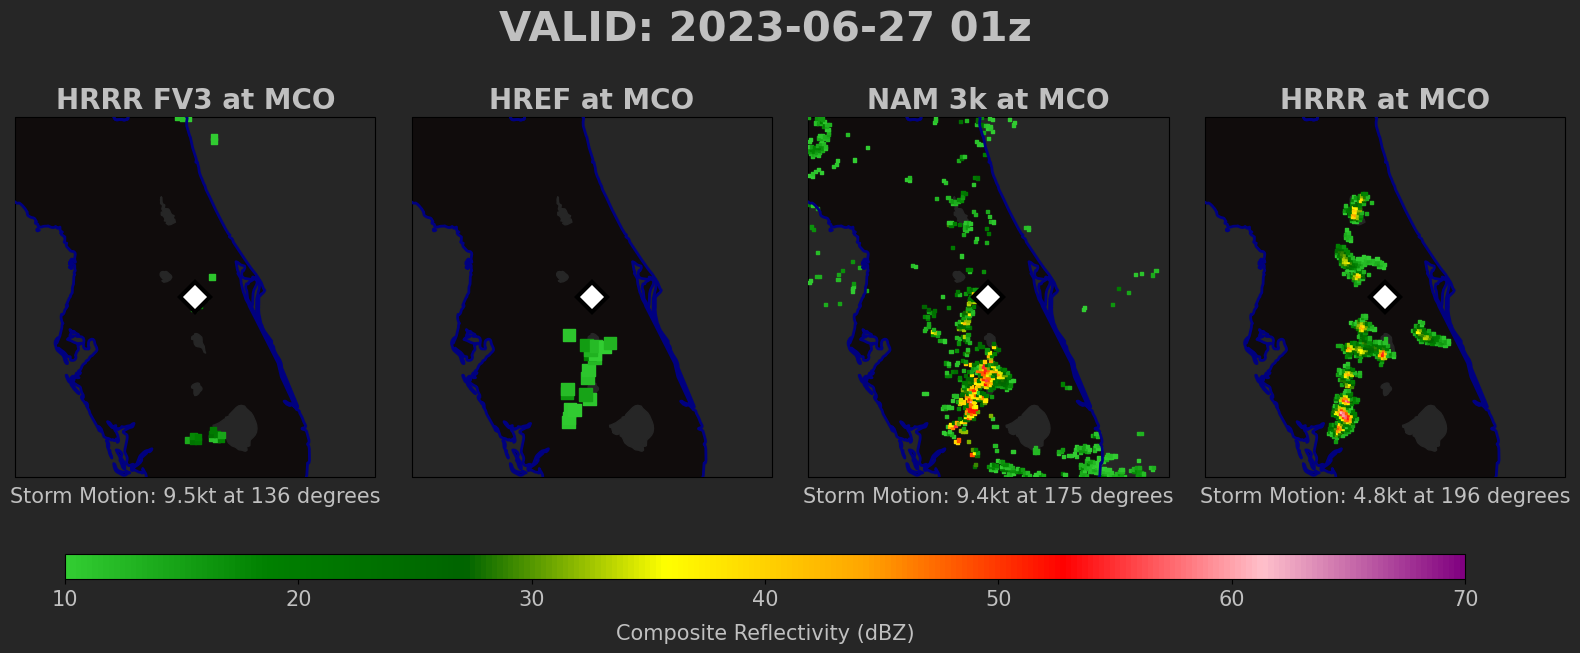 VALID: 2023-06-27 01z
HRRR FV3 at MCO
HREF at MCO
NAM 3k at MCO
HRRR at MCO
Storm Motion: 9.5kt at 136 degrees
Storm Motion: 9.4kt at 175 degrees
Storm Motion: 4.8kt at 196 degrees
10 20 30 40 50 60 70
Composite Reflectivity (dBZ)